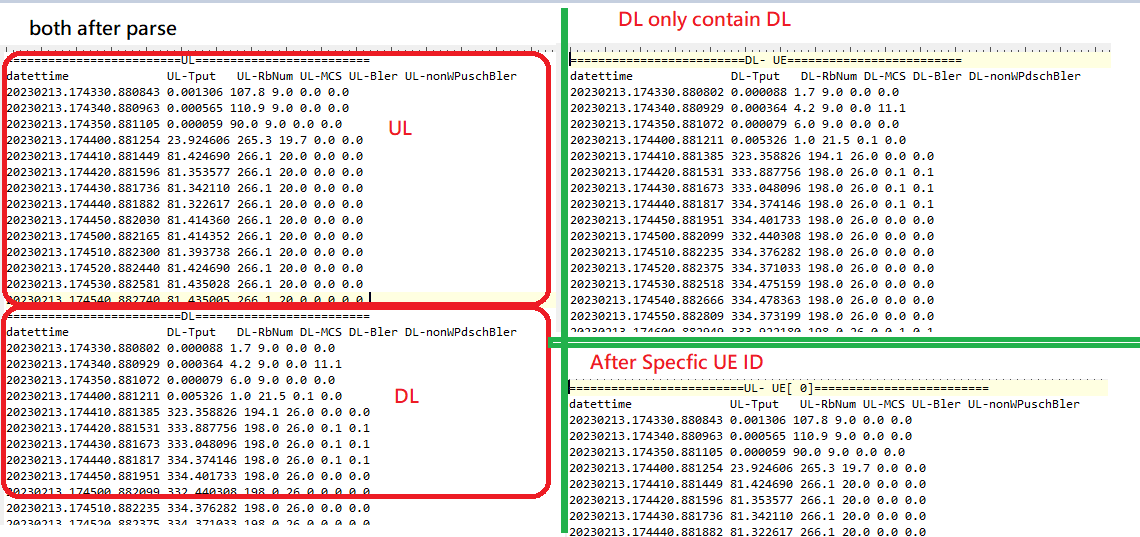 both after parse
=========================UL=========================
datettime              UL-Tput   UL-RbNum UL-MCS UL-Bler UL-nonWPuschBler
20230213.174330.880843 0.001306 107.8 9.0 0.0 0.0
20230213.174340.880963 0.000565 110.9 9.0 0.0 0.0
20230213.174350.881105 0.000059 90.0 9.0 0.0 0.0
20230213.174400.881254 23.924606 265.3 19.7 0.0 0.0
20230213.174410.881449 81.424690 266.1 20.0 0.0 0.0
20230213.174420.881596 81.353577 266.1 20.0 0.0 0.0
20230213.174430.881736 81.342110 266.1 20.0 0.0 0.0
20230213.174440.881882 81.322617 266.1 20.0 0.0 0.0
20230213.174450.882030 81.414360 266.1 20.0 0.0 0.0
20230213.174500.882165 81.414352 266.1 20.0 0.0 0.0
20230213.174510.882300 81.393738 266.1 20.0 0.0 0.0
20230213.174520.882440 81.424690 266.1 20.0 0.0 0.0
20230213.174530.882581 81.435028 266.1 20.0 0.0 0.0
20230213.174540.882740 81.435005 266.1 20.0 0.0 0.0
UL
=========================DL=========================
datettime              DL-Tput   DL-RbNum DL-MCS DL-Bler DL-nonWPdschBler
20230213.174330.880802 0.000088 1.7 9.0 0.0 0.0
20230213.174340.880929 0.000364 4.2 9.0 0.0 11.1
20230213.174350.881072 0.000079 6.0 9.0 0.0 0.0
20230213.174400.881211 0.005326 1.0 21.5 0.1 0.0
20230213.174410.881385 323.358826 194.1 26.0 0.0 0.0
20230213.174420.881531 333.887756 198.0 26.0 0.1 0.1
20230213.174430.881673 333.048096 198.0 26.0 0.1 0.1
20230213.174440.881817 334.374146 198.0 26.0 0.1 0.1
20230213.174450.881951 334.401733 198.0 26.0 0.0 0.0
20230213.174500.882099 332.440308 198.0 26.0 0.0 0.0
20230213.174510.882235 334.376282 198.0 26.0 0.0 0.0
20230213.174520.882375 334.371033 198.0 26.0 0.0 0.0
DL
DL only contain DL
=========================DL- UE=========================
datettime              DL-Tput   DL-RbNum DL-MCS DL-Bler DL-nonWPdschBler
20230213.174330.880802 0.000088 1.7 9.0 0.0 0.0
20230213.174340.880929 0.000364 4.2 9.0 0.0 11.1
20230213.174350.881072 0.000079 6.0 9.0 0.0 0.0
20230213.174400.881211 0.005326 1.0 21.5 0.1 0.0
20230213.174410.881385 323.358826 194.1 26.0 0.0 0.0
20230213.174420.881531 333.887756 198.0 26.0 0.1 0.1
20230213.174430.881673 333.048096 198.0 26.0 0.1 0.1
20230213.174440.881817 334.374146 198.0 26.0 0.1 0.1
20230213.174450.881951 334.401733 198.0 26.0 0.0 0.0
20230213.174500.882099 332.440308 198.0 26.0 0.0 0.0
20230213.174510.882235 334.376282 198.0 26.0 0.0 0.0
20230213.174520.882375 334.371033 198.0 26.0 0.0 0.0
20230213.174530.882518 334.475159 198.0 26.0 0.0 0.0
20230213.174540.882666 334.478363 198.0 26.0 0.0 0.0
20230213.174550.882809 334.373199 198.0 26.0 0.0 0.0
20230213.174600.882949 333.922180 198.0 26.0 0.1 0.1
After Specfic UE ID
=========================UL- UE[ 0]=========================
datettime              UL-Tput   UL-RbNum UL-MCS UL-Bler UL-nonWPuschBler
20230213.174330.880843 0.001306 107.8 9.0 0.0 0.0
20230213.174340.880963 0.000565 110.9 9.0 0.0 0.0
20230213.174350.881105 0.000059 90.0 9.0 0.0 0.0
20230213.174400.881254 23.924606 265.3 19.7 0.0 0.0
20230213.174410.881449 81.424690 266.1 20.0 0.0 0.0
20230213.174420.881596 81.353577 266.1 20.0 0.0 0.0
20230213.174430.881736 81.342110 266.1 20.0 0.0 0.0
20230213.174440.881882 81.322617 266.1 20.0 0.0 0.0